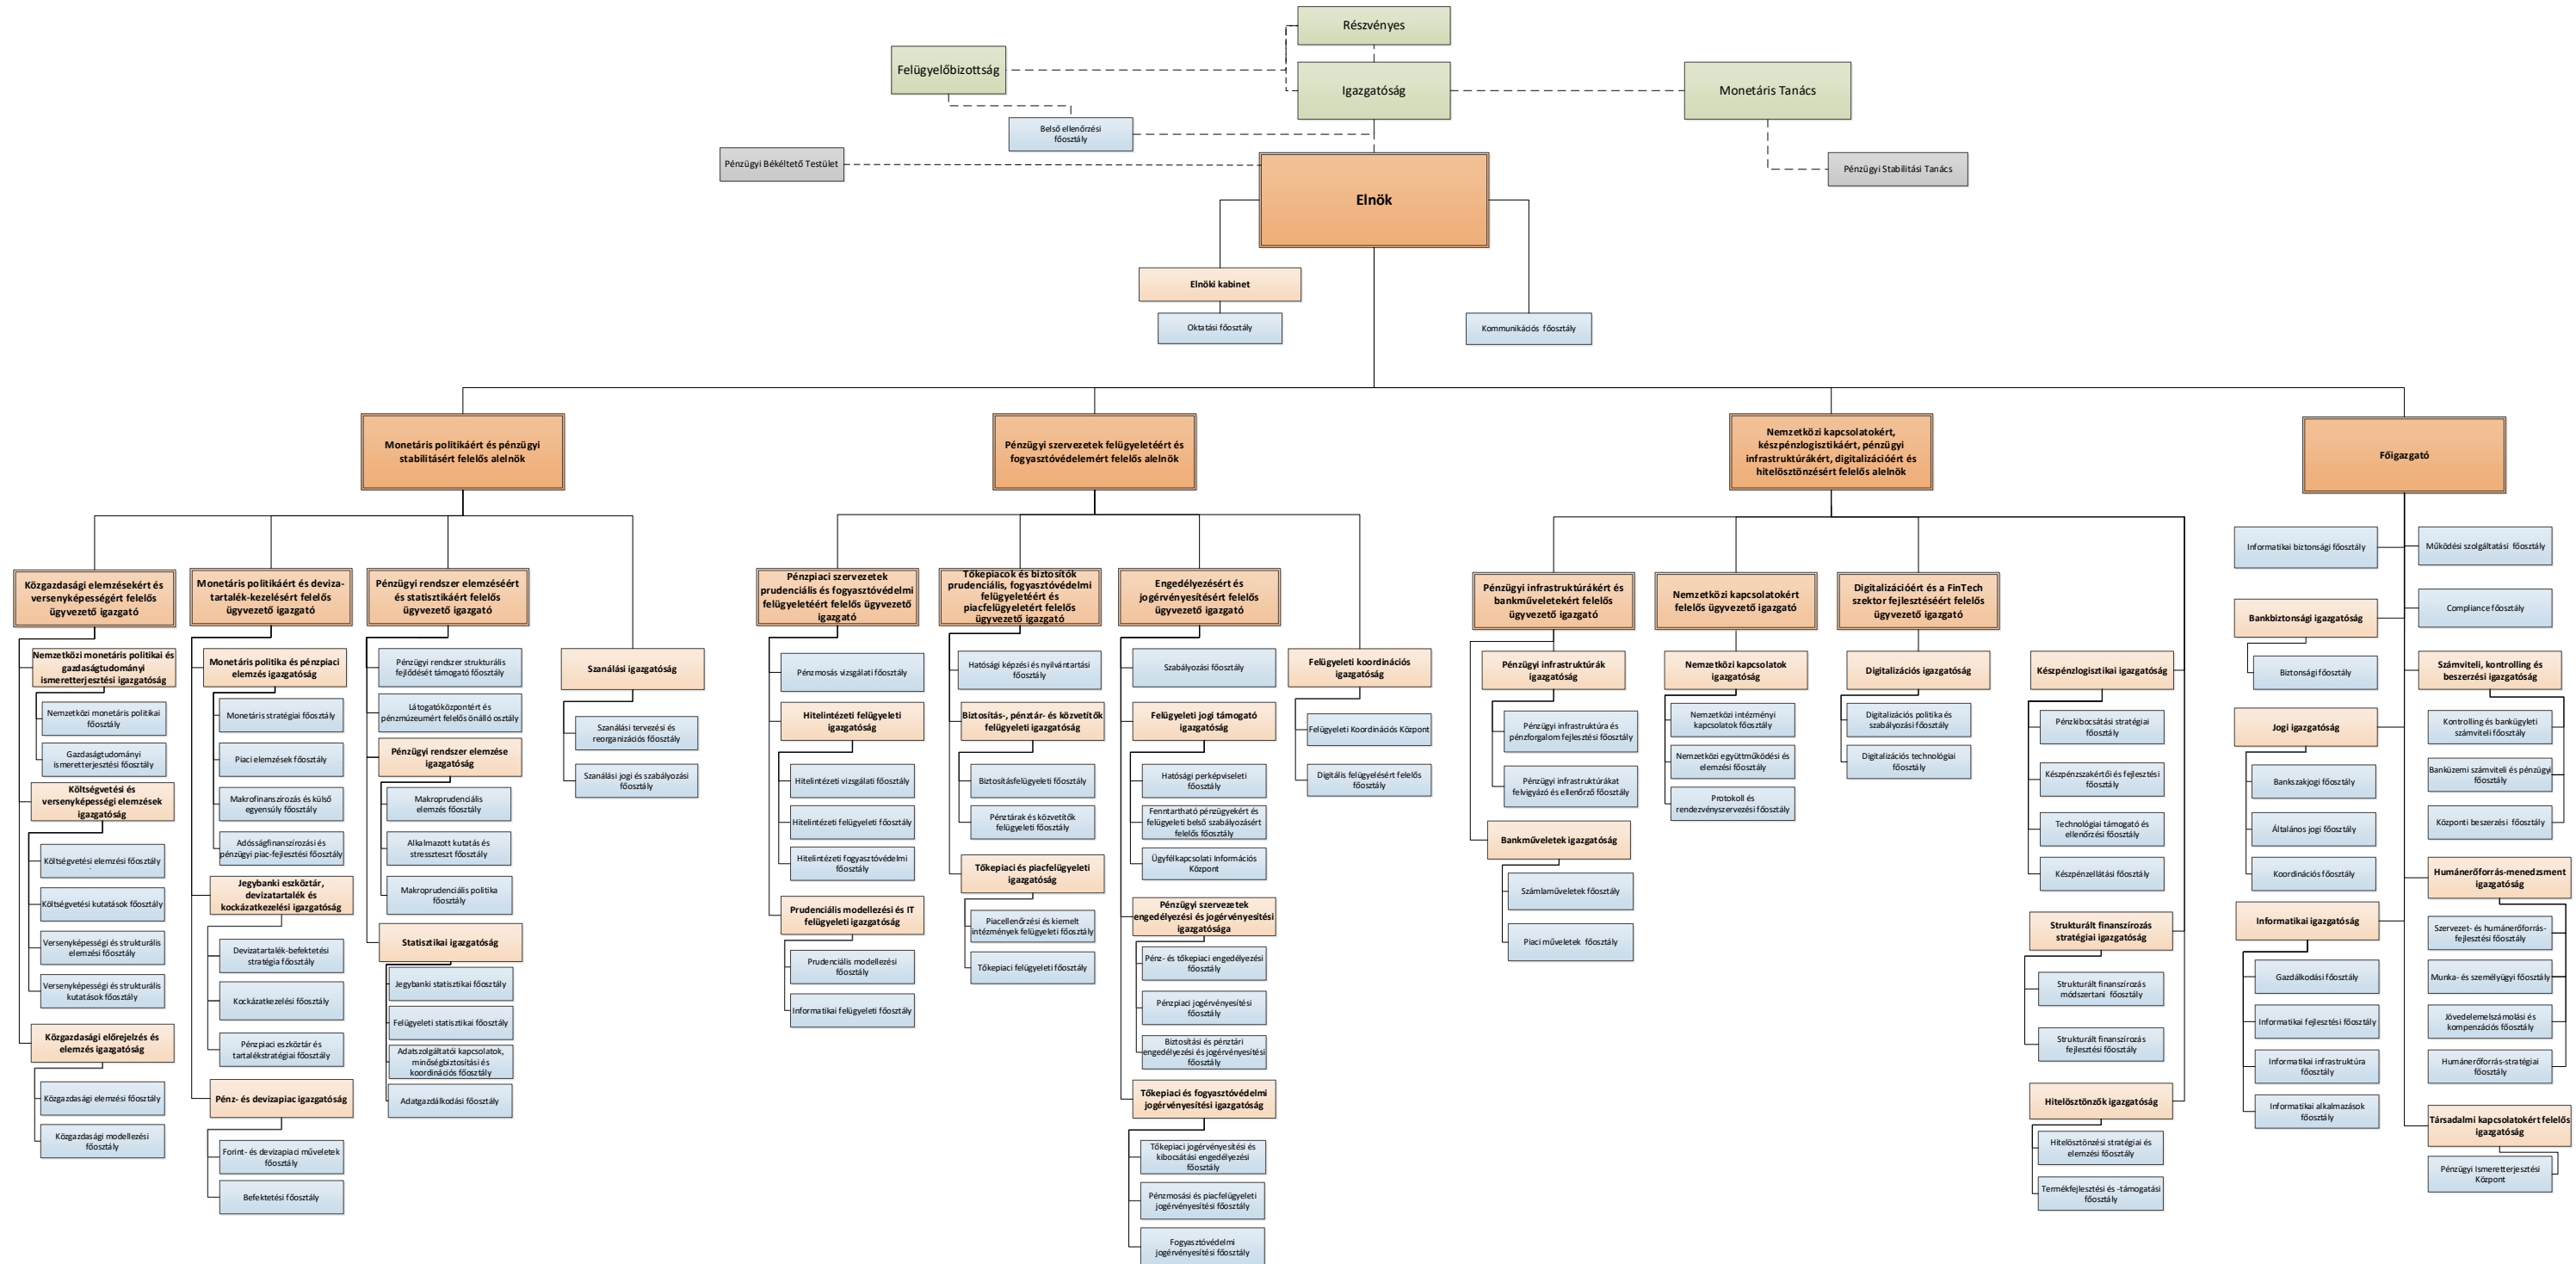 Részvényes
Felügyelőbizottság
Igazgatóság
Monetáris Tanács
Belső ellenőrzési
főosztály
Pénzügyi Békéltető Testület
Pénzügyi Stabilitási Tanács
Elnök
Elnöki kabinet
Oktatási főosztály
Kommunikációs főosztály
Monetáris politikáért és pénzügyi
stabilitásért felelős alelnök
Pénzügyi szervezetek felügyeletéért és
fogyasztóvédelemért felelős alelnök
Nemzetközi kapcsolatokért,
készpénzlogisztikáért, pénzügyi
infrastruktúrákért, digitalizációért és
hitelösztönzésért felelős alelnök
Főigazgató
Közgazdasági elemzésekért és
versenyképességért felelős
ügyvezető igazgató
Nemzetközi monetáris politikai és
gazdaságtudományi
ismeretterjesztési igazgatóság
Nemzetközi monetáris politikai
főosztály
Gazdaságtudományi
ismeretterjesztési főosztály
Költségvetési és
versenyképességi elemzések
igazgatóság
Költségvetési elemzési főosztály
Költségvetési kutatások főosztály
Versenyképességi és strukturális
elemzési főosztály
Versenyképességi és strukturális
kutatások főosztály
Közgazdasági előrejelzés és
elemzés igazgatóság
Közgazdasági elemzési főosztály
Közgazdasági modellezési
főosztály
Monetáris politikáért és deviza-
tartalék-kezelésért felelős
ügyvezető igazgató
Monetáris politika és pénzpiaci
elemzés igazgatóság
Monetáris stratégiai főosztály
Piaci elemzések főosztály
Makrofinanszírozás és külső
egyensúly főosztály
Adósságfinanszírozási és
pénzügyi piac-fejlesztési főosztály
Jegybanki eszköztár,
devizatartalék és
kockázatkezelési igazgatóság
Devizatartalék-befektetési
stratégia főosztály
Kockázatkezelési főosztály
Pénzpiaci eszköztár és
tartalékstratégiai főosztály
Pénz- és devizapiac igazgatóság
Forint- és devizapiaci műveletek
főosztály
Befektetési főosztály
Pénzügyi rendszer elemzéséért
és statisztikáért felelős
ügyvezető igazgató
Pénzügyi rendszer strukturális
fejlődését támogató főosztály
Látogatóközpontért és
pénzmúzeumért felelős önálló osztály
Pénzügyi rendszer elemzése
igazgatóság
Makroprudenciális
elemzés főosztály
Alkalmazott kutatás és
stresszteszt főosztály
Makroprudenciális politika
főosztály
Statisztikai igazgatóság
Jegybanki statisztikai főosztály
Felügyeleti statisztikai főosztály
Adatszolgáltatói kapcsolatok,
minőségbiztosítási és
koordinációs főosztály
Adatgazdálkodási főosztály
Szanálási igazgatóság
Szanálási tervezési és
reorganizációs főosztály
Szanálási jogi és szabályozási
főosztály
Pénzpiaci szervezetek
prudenciális és fogyasztóvédelmi
felügyeletéért felelős ügyvezető
igazgató
Pénzmosás vizsgálati főosztály
Hitelintézeti felügyeleti
igazgatóság
Hitelintézeti vizsgálati főosztály
Hitelintézeti felügyeleti főosztály
Hitelintézeti fogyasztóvédelmi
főosztály
Prudenciális modellezési és IT
felügyeleti igazgatóság
Prudenciális modellezési
főosztály
Informatikai felügyeleti főosztály
Tőkepiacok és biztosítók
prudenciális, fogyasztóvédelmi
felügyeletéért és
piacfelügyeletért felelős
ügyvezető igazgató
Hatósági képzési és nyilvántartási
főosztály
Biztosítás-, pénztár- és közvetítők
felügyeleti igazgatóság
Biztosításfelügyeleti főosztály
Pénztárak és közvetítők
felügyeleti főosztály
Tőkepiaci és piacfelügyeleti
igazgatóság
Piacellenőrzési és kiemelt
intézmények felügyeleti főosztály
Tőkepiaci felügyeleti főosztály
Engedélyezésért és
jogérvényesítésért felelős
ügyvezető igazgató
Szabályozási főosztály
Felügyeleti jogi támogató
igazgatóság
Hatósági perképviseleti
főosztály
Fenntartható pénzügyekért és
felügyeleti belső szabályozásért
felelős főosztály
Ügyfélkapcsolati Információs
Központ
Pénzügyi szervezetek
engedélyezési és jogérvényesítési
igazgatósága
Pénz- és tőkepiaci engedélyezési
főosztály
Pénzpiaci jogérvényesítési
főosztály
Biztosítási és pénztári
engedélyezési és jogérvényesítési
főosztály
Tőkepiaci és fogyasztóvédelmi
jogérvényesítési igazgatóság
Tőkepiaci jogérvényesítési és
kibocsátási engedélyezési
főosztály
Pénzmosási és piacfelügyeleti
jogérvényesítési főosztály
Fogyasztóvédelmi
jogérvényesítési főosztály
Felügyeleti koordinációs
igazgatóság
Felügyeleti Koordinációs Központ
Digitális felügyelésért felelős
főosztály
Pénzügyi infrastruktúrákért és
bankműveletekért felelős
ügyvezető igazgató
Pénzügyi infrastruktúrák
igazgatóság
Pénzügyi infrastruktúra és
pénzforgalom fejlesztési főosztály
Pénzügyi infrastruktúrákat
felvigyázó és ellenőrző főosztály
Bankműveletek igazgatóság
Számlaműveletek főosztály
Piaci műveletek főosztály
Nemzetközi kapcsolatokért
felelős ügyvezető igazgató
Nemzetközi kapcsolatok
igazgatóság
Nemzetközi intézményi
kapcsolatok főosztály
Nemzetközi együttműködési és
elemzési főosztály
Protokoll és
rendezvényszervezési főosztály
Digitalizációért és a FinTech
szektor fejlesztéséért felelős
ügyvezető igazgató
Digitalizációs igazgatóság
Digitalizációs politika és
szabályozási főosztály
Digitalizációs technológiai
főosztály
Készpénzlogisztikai igazgatóság
Pénzkibocsátási stratégiai
főosztály
Készpénzszakértői és fejlesztési
főosztály
Technológiai támogató és
ellenőrzési főosztály
Készpénzellátási főosztály
Strukturált finanszírozás
stratégiai igazgatóság
Strukturált finanszírozás
módszertani főosztály
Strukturált finanszírozás
fejlesztési főosztály
Hitelösztönzők igazgatóság
Hitelösztönzési stratégiai és
elemzési főosztály
Termékfejlesztési és -támogatási
főosztály
Informatikai biztonsági főosztály
Bankbiztonsági igazgatóság
Biztonsági főosztály
Jogi igazgatóság
Bankszakjogi főosztály
Általános jogi főosztály
Koordinációs főosztály
Informatikai igazgatóság
Gazdálkodási főosztály
Informatikai fejlesztési főosztály
Informatikai infrastruktúra
főosztály
Informatikai alkalmazások
főosztály
Működési szolgáltatási főosztály
Compliance főosztály
Számviteli, kontrolling és
beszerzési igazgatóság
Kontrolling és bankügyleti
számviteli főosztály
Banküzemi számviteli és pénzügyi
főosztály
Központi beszerzési főosztály
Humánerőforrás-menedzsment
igazgatóság
Szervezet- és humánerőforrás-
fejlesztési főosztály
Munka- és személyügyi főosztály
Jövedelemelszámolási és
kompenzációs főosztály
Humánerőforrás-stratégiai
főosztály
Társadalmi kapcsolatokért felelős
igazgatóság
Pénzügyi Ismeretterjesztési
Központ